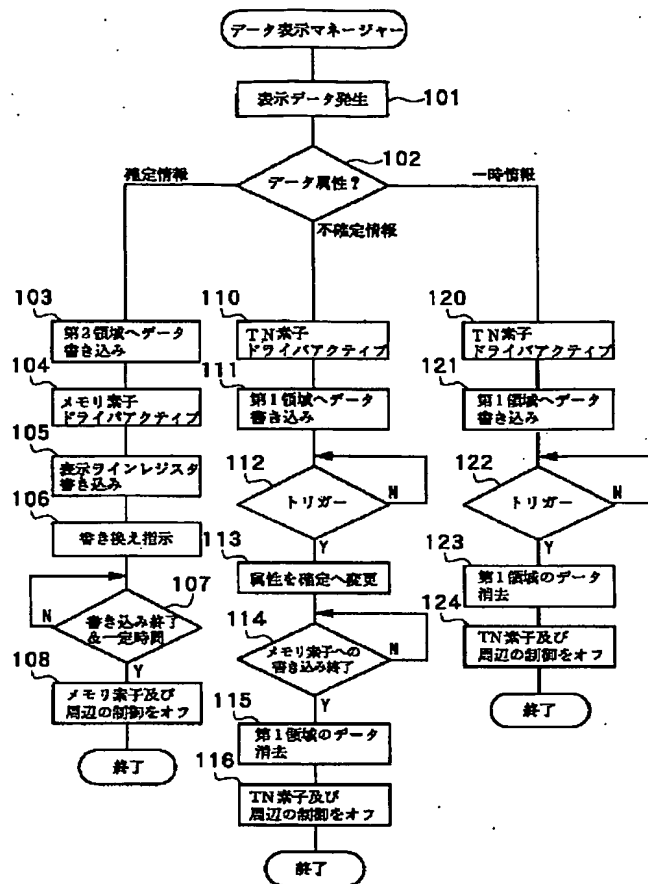 データ表示マネージャー
表示データ発生
101
102
データ属性?
確定情報
不確定情報
一時情報
103
第2領域へデータ
書き込み
104
メモリ素子
ドライバアクティブ
105
表示ラインレジスタ
書き込み
106
書き換え指示
107
書き込み終了
&一定時間
N
Y
108
メモリ素子及び
周辺の制御をオフ
終了
110
TN素子
ドライバアクティブ
111
第1領域へデータ
書き込み
112
トリガー
N
Y
113
属性を確定へ変更
114
メモリ素子への
書き込み終了
N
Y
115
第1領域のデータ
消去
116
TN素子及び
周辺の制御をオフ
終了
120
TN素子
ドライバアクティブ
121
第1領域へデータ
書き込み
122
トリガー
N
Y
123
第1領域のデータ
消去
124
TN素子及び
周辺の制御をオフ
終了